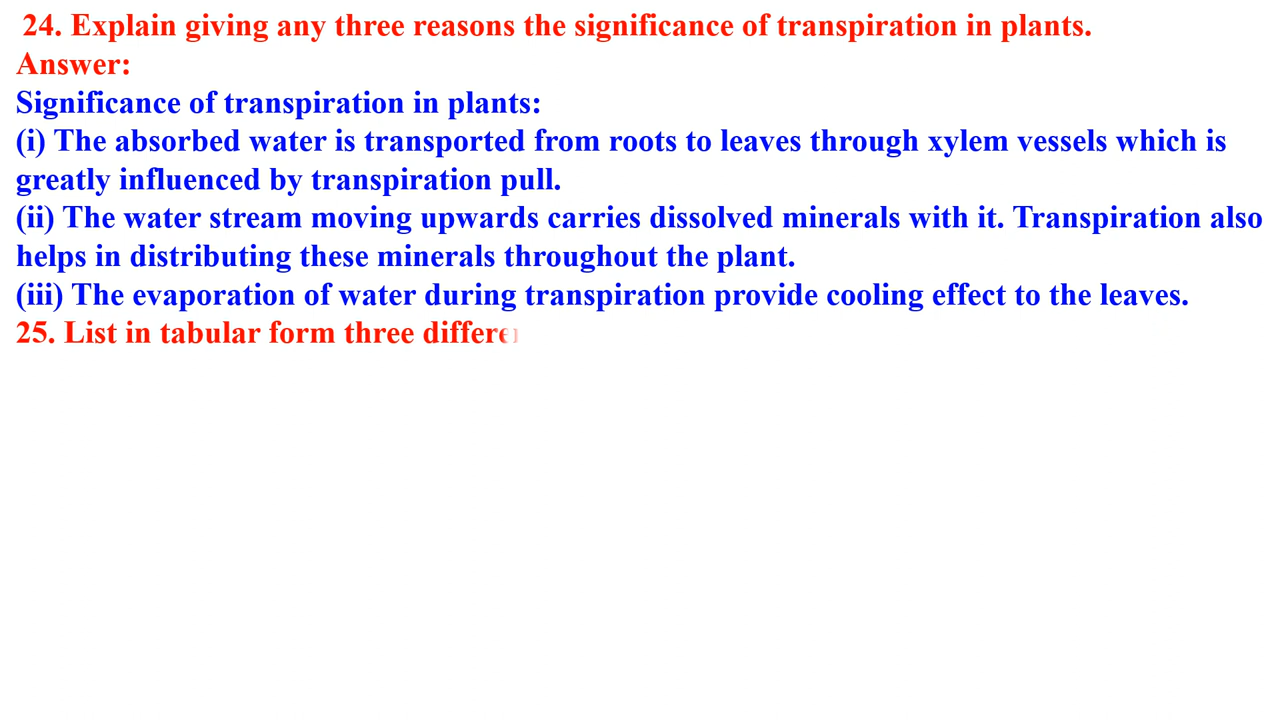 24. Explain giving any three reasons the significance of transpiration in plants.
Answer:
Significance of transpiration in plants:
(i) The absorbed water is transported from roots to leaves through xylem vessels which is
greatly influenced by transpiration pull.
(ii) The water stream moving upwards carries dissolved minerals with it. Transpiration also
helps in distributing these minerals throughout the plant.
(iii) The evaporation of water during transpiration provide cooling effect to the leaves.
25. List in tabular form three